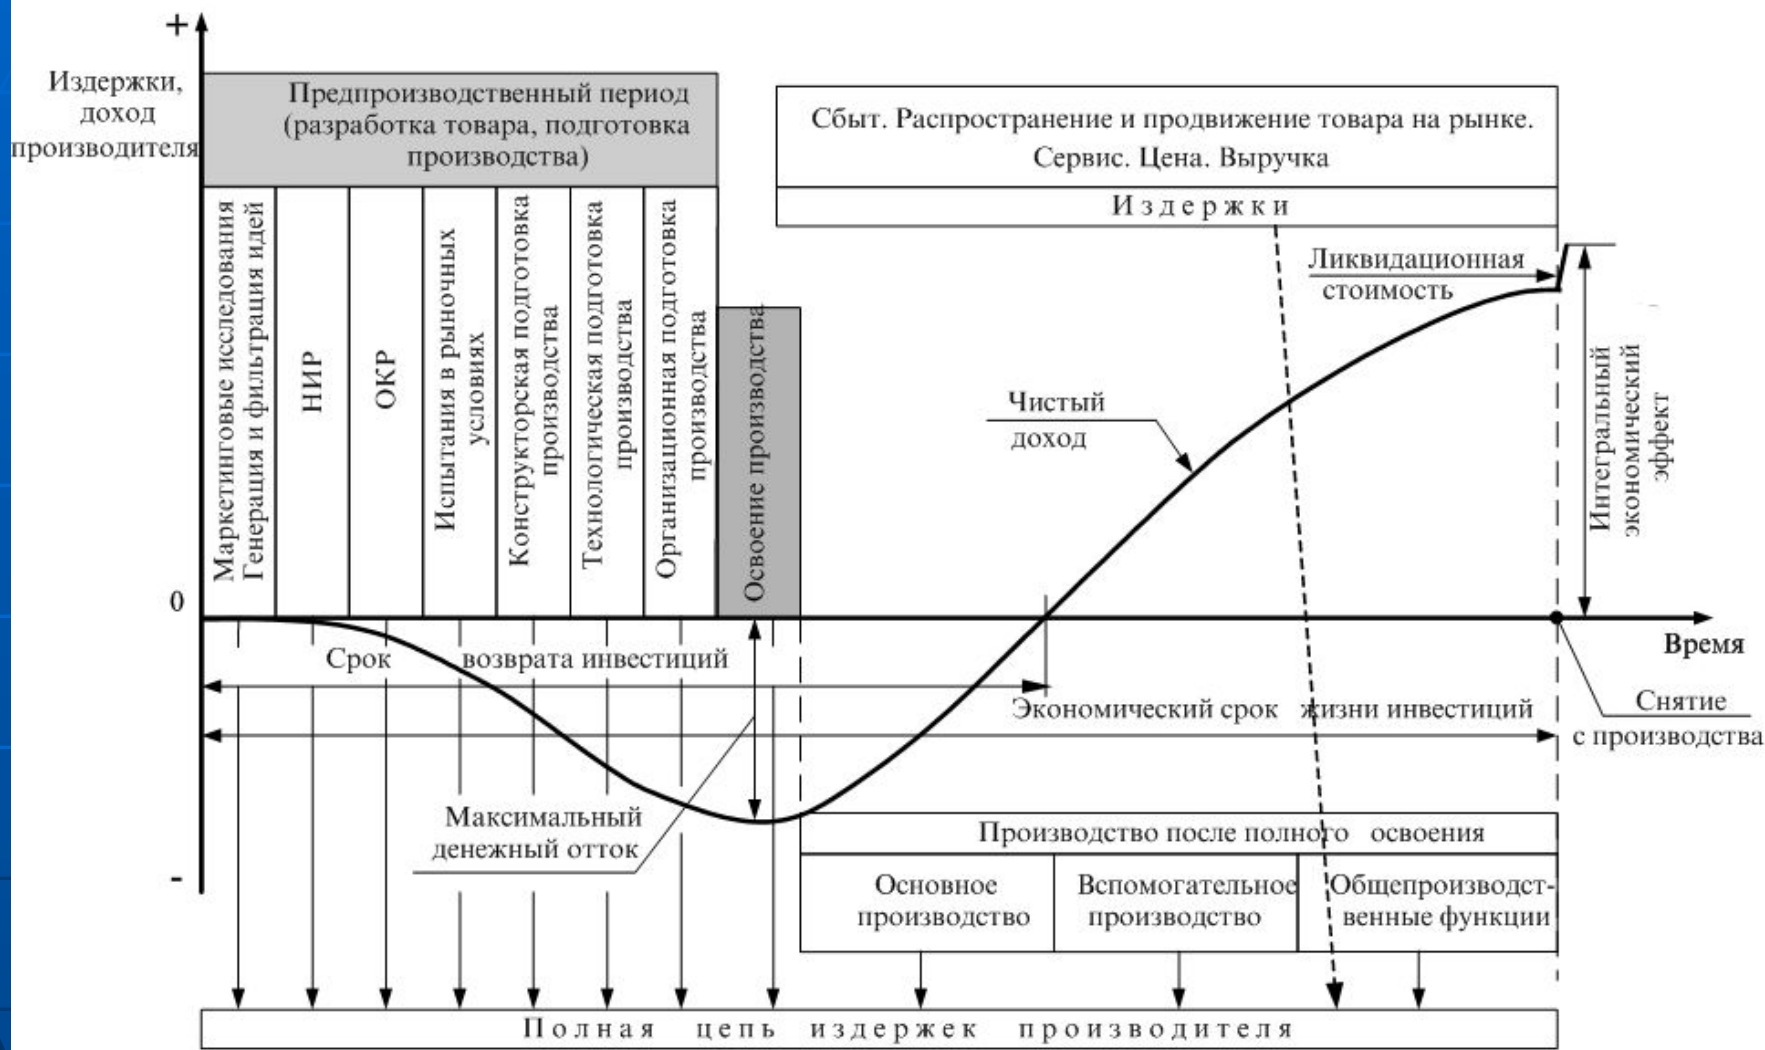 +
Издержки,
доход
производителя
Предпроизводственный период
(разработка товара, подготовка
производства)
Сбыт. Распространение и продвижение товара на рынке.
Сервис. Цена. Выручка
Издержки
Маркетинговые исследования
Генерация и фильтрация идей
НИР
ОКР
Испытания в рыночных
условиях
Конструкторская подготовка
производства
Технологическая подготовка
производства
Организационная подготовка
производства
Освоение производства
Ликвидационная
стоимость
Чистый
доход
Интегральный
экономический
эффект
0
Время
Срок возврата инвестиций
Экономический срок жизни инвестиций
Снятие
с производства
Максимальный
денежный отток
-
Производство после полного освоения
Основное
производство
Вспомогательное
производство
Общепроизводст-
венные функции
Полная цепь издержек производителя